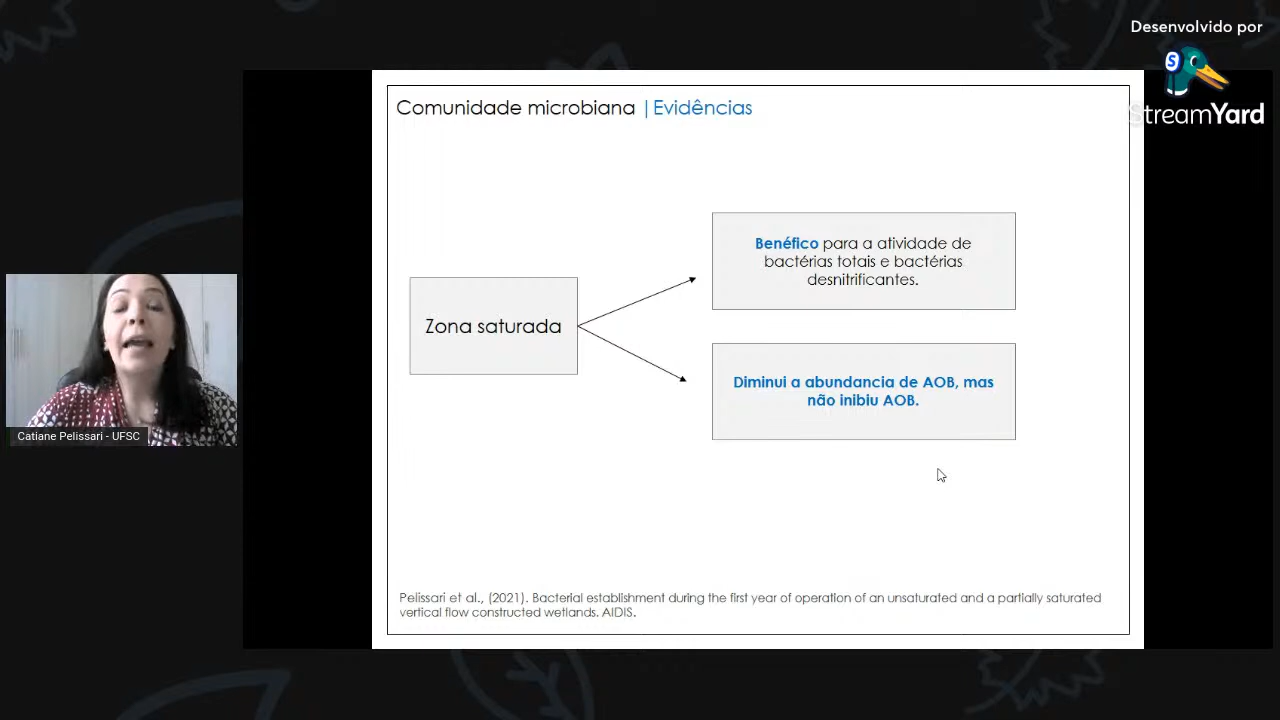 Desenvolvido por
StreamYard
Comunidade microbiana | Evidências
Benéfico para a atividade de
bactérias totais e bactérias
desnitrificantes.
Zona saturada
Diminui a abundancia de AOB, mas
não inibiu AOB.
Catiane Pelissari - UFSC
Pelissari et al., (2021). Bacterial establishment during the first year of operation of an unsaturated and a partially saturated
vertical flow constructed wetlands. AIDIS.